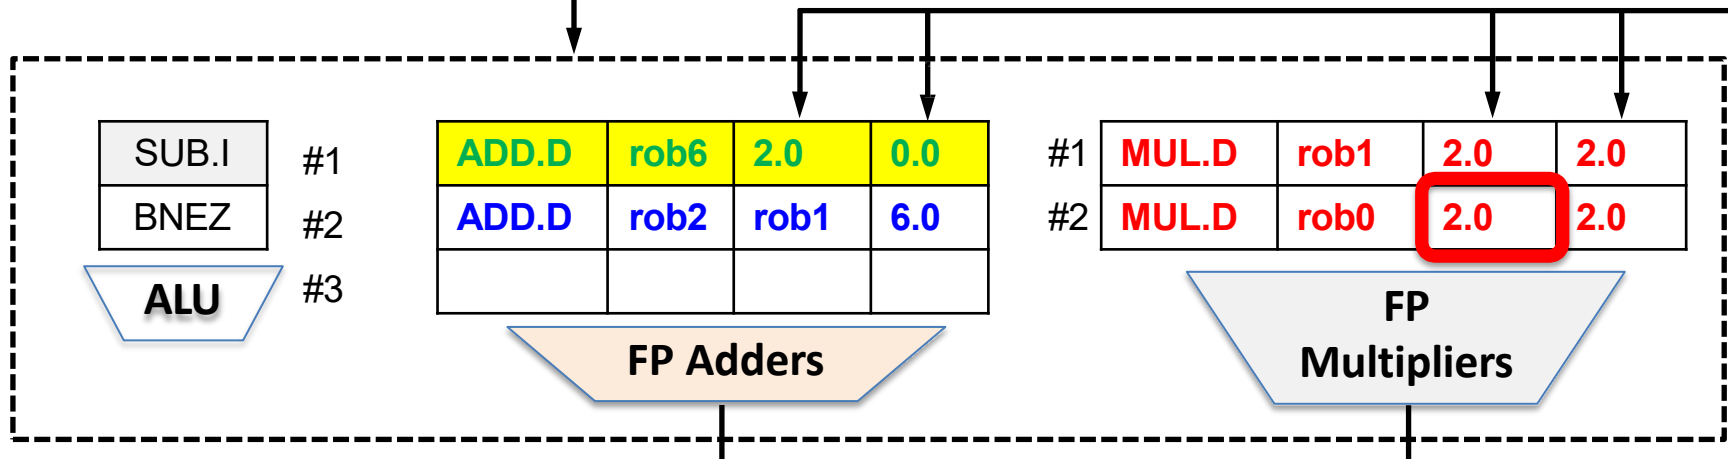 SUB.I #1 ADD.D rob6 2.0 0.0 #1 MUL.D rob1 2.0 2.0
BNEZ #2 ADD.D rob2 rob1 6.0 #2 MUL.D rob0 2.0 2.0
ALU #3
FP Adders
FP
Multipliers